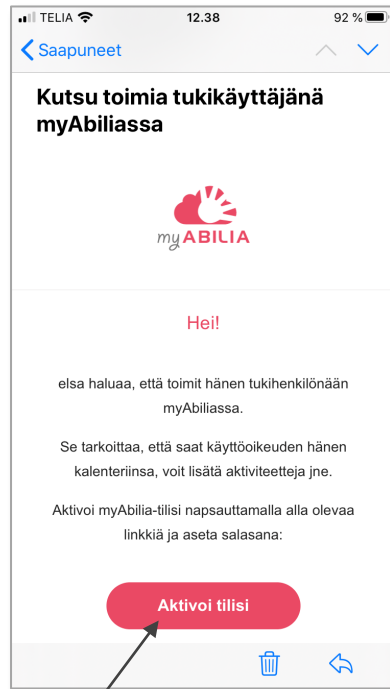 TELIA 12.38 92 %
Saapuneet
Kutsu toimia tukikäyttäjänä
myAbiliassa
my ABILIA
Hei!
elsa haluaa, että toimit hänen tukihenkilönään
myAbiliassa.
Se tarkoittaa, että saat käyttöoikeuden hänen
kalenteriinsa, voit lisätä aktiviteetteja jne.
Aktivoi myAbilia-tilisi napsauttamalla alla olevaa
linkkiä ja aseta salasana:
Aktivoi tilisi